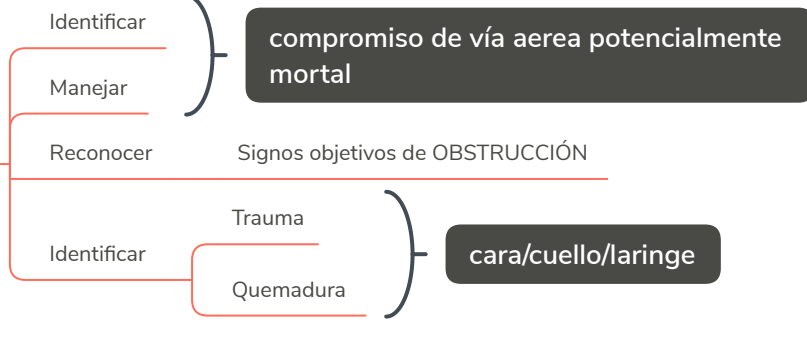 Identificar
compromiso de vía aerea potencialmente
mortal
Manejar
Reconocer
Signos objetivos de OBSTRUCCIÓN
Identificar
Trauma
Quemadura
cara/cuello/laringe